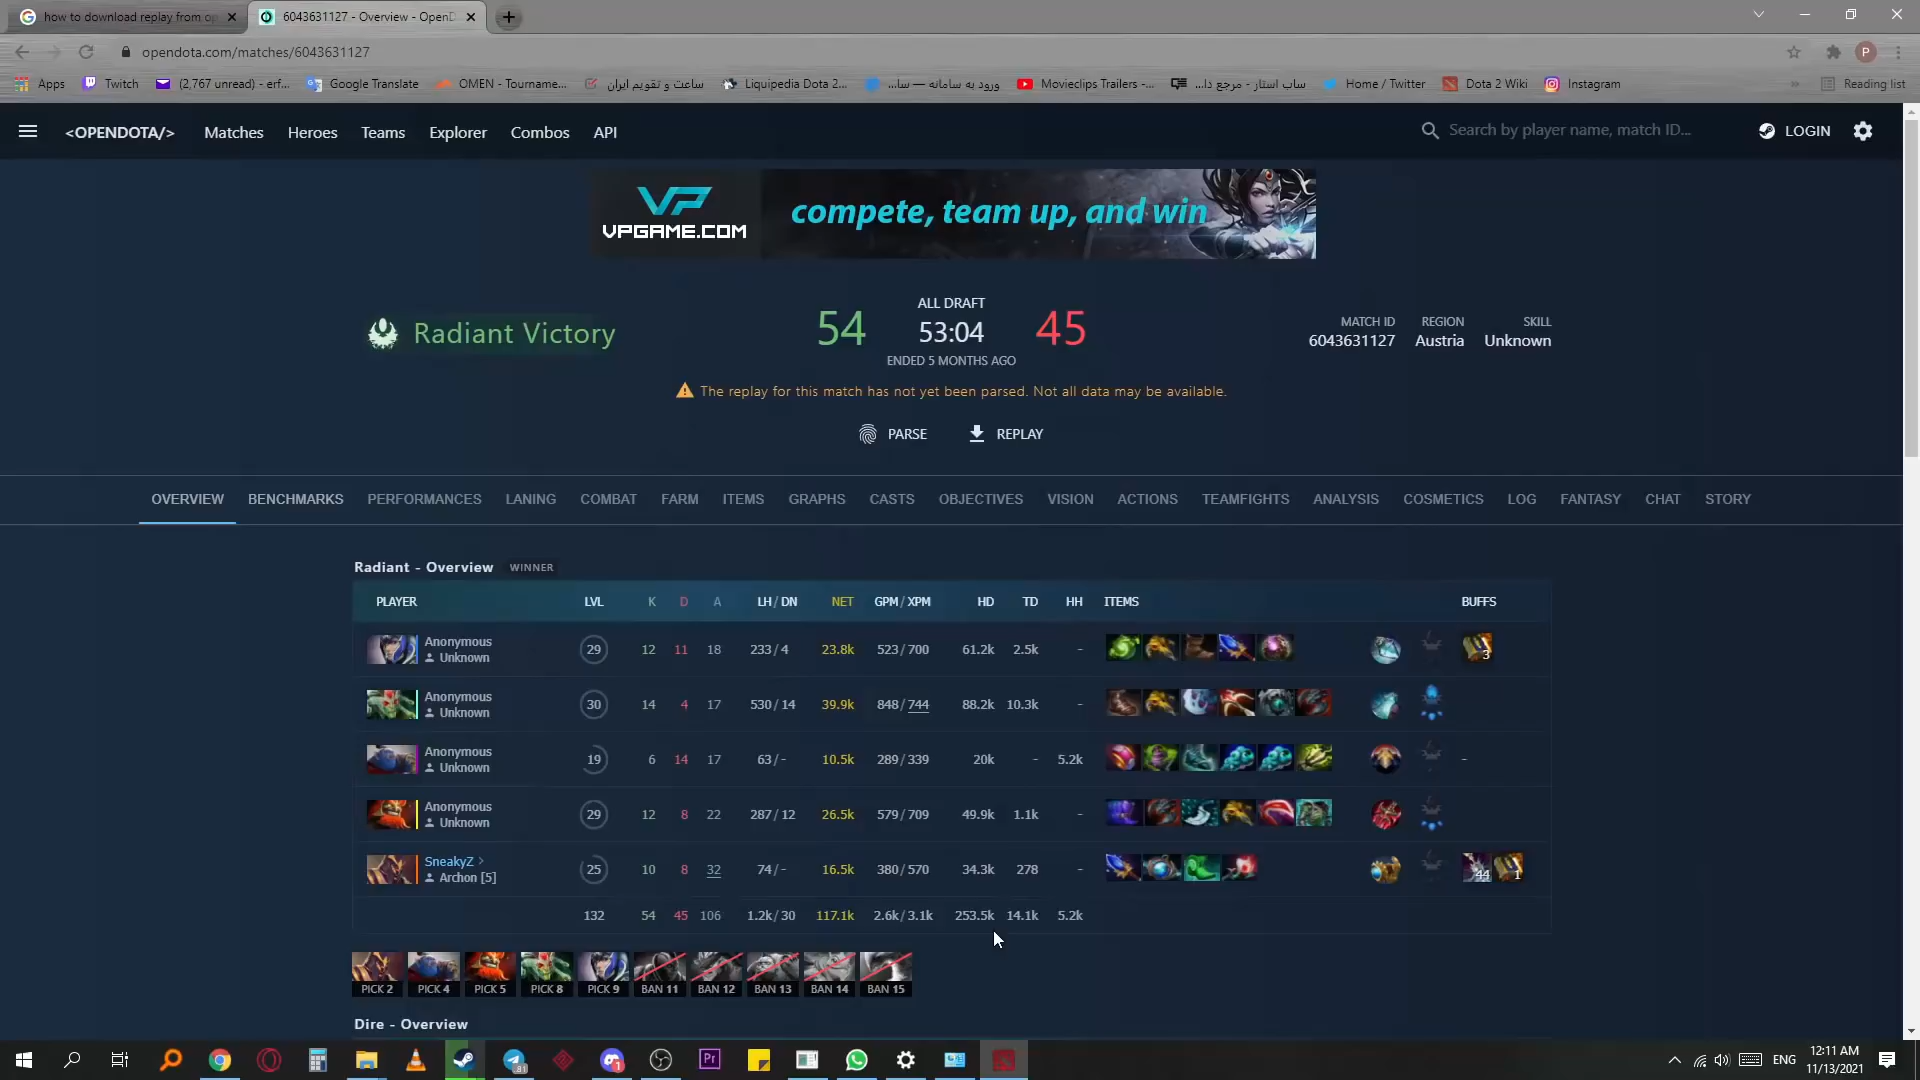 how to download replay from op
6043631127 - Overview - OpenD
opendota.com/matches/6043631127
P
Apps
Twitch
(2,767 unread) - erf...
Google Translate
OMEN - Tourname...
ساعت و تقویم ایران
Liquipedia Dota 2...
ورود به سامانه — سا...
Movieclips Trailers -...
ساب استار - مرجع دا...
Home / Twitter
Dota 2 Wiki
Instagram
»
Reading list
<OPENDOTA/>
Matches
Heroes
Teams
Explorer
Combos
API
Search by player name, match ID...
LOGIN
VP
VPGAME.COM
compete, team up, and win
Radiant Victory
54
ALL DRAFT
53:04
ENDED 5 MONTHS AGO
45
MATCH ID REGION SKILL
6043631127 Austria Unknown
The replay for this match has not yet been parsed. Not all data may be available.
PARSE
REPLAY
OVERVIEW BENCHMARKS PERFORMANCES LANING COMBAT FARM ITEMS GRAPHS CASTS OBJECTIVES VISION ACTIONS TEAMFIGHTS ANALYSIS COSMETICS LOG FANTASY CHAT STORY
Radiant - Overview WINNER
PLAYER LVL K D A LH / DN NET GPM / XPM HD TD HH ITEMS BUFFS
Anonymous
Unknown
29 12 11 18 233 / 4 23.8k 523 / 700 61.2k 2.5k - 3
Anonymous
Unknown
30 14 4 17 530 / 14 39.9k 848 / 744 88.2k 10.3k -
Anonymous
Unknown
19 6 14 17 63 / - 10.5k 289 / 339 20k - 5.2k -
Anonymous
Unknown
29 12 8 22 287 / 12 26.5k 579 / 709 49.9k 1.1k -
SneakyZ >
Archon [5]
25 10 8 32 74 / - 16.5k 380 / 570 34.3k 278 - 44 1
132 54 45 106 1.2k / 30 117.1k 2.6k / 3.1k 253.5k 14.1k 5.2k
PICK 2 PICK 4 PICK 5 PICK 8 PICK 9 BAN 11 BAN 12 BAN 13 BAN 14 BAN 15
Dire - Overview
81
1
Pr
ENG
12:11 AM
11/13/2021